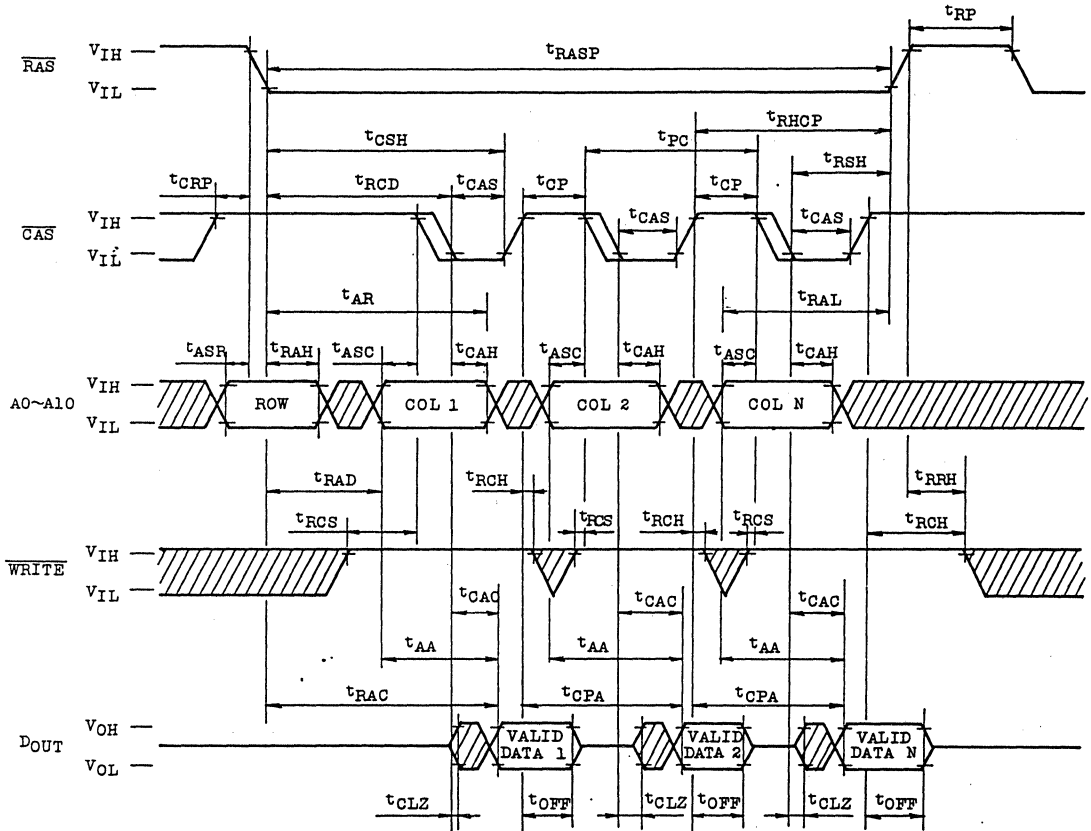 tRP
VIH
tRASP
RAS
VIL
tRHCP
tCSH
tPC
tRSH
tCRP
tRCD
tCAS
tCP
tCP
VIH
tCAS
tCAS
CAS
VIL
tAR
tRAL
tASR
tRAH
tASC
tCAH
tASC
tCAH
tASC
tCAH
VIH
A0~A10
ROW
COL 1
COL 2
COL N
VIL
tRAD
tRCH
tRRH
tRCS
tRCS
tRCH
tRCS
tRCH
VIH
WRITE
VIL
tCAC
tCAC
tCAC
tAA
tAA
tAA
tRAC
tCPA
tCPA
VOH
DOUT
VALID
DATA 1
VALID
DATA 2
VALID
DATA N
VOL
tCLZ
tOFF
tCLZ
tOFF
tCLZ
tOFF